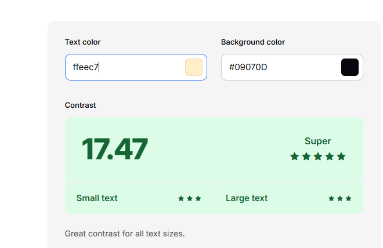 Text color
Background color
ffeec7
#09070D
Contrast
17.47
Super
Small text
Large text
Great contrast for all text sizes.